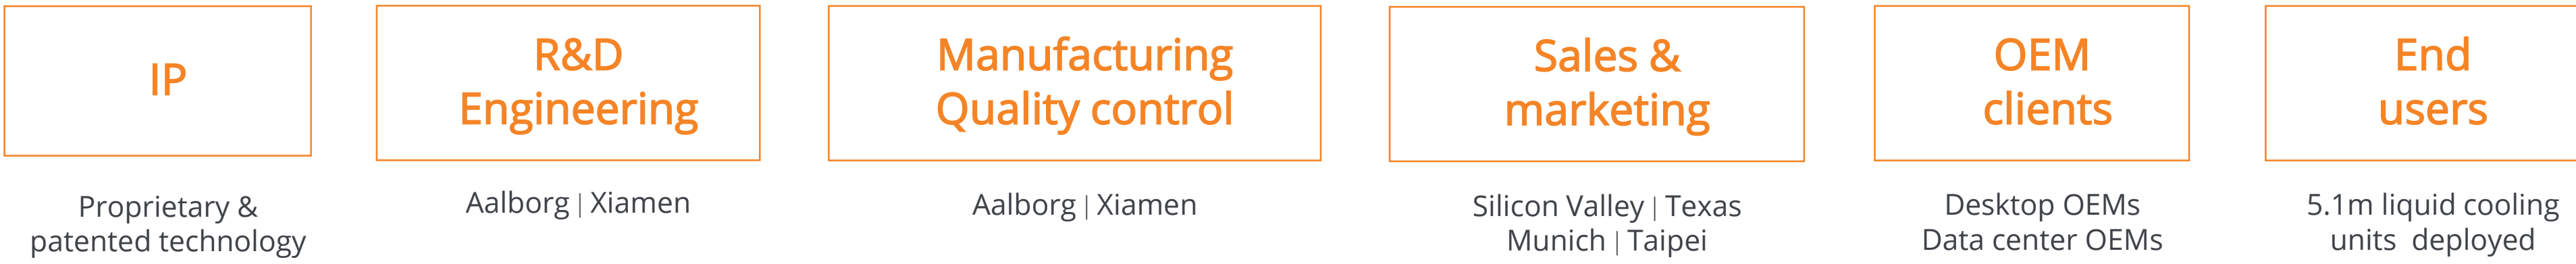 IP
Proprietary &
patented technology
R&D
Engineering
Aalborg | Xiamen
Manufacturing
Quality control
Aalborg | Xiamen
Sales &
marketing
Silicon Valley | Texas
Munich | Taipei
OEM
clients
Desktop OEMs
Data center OEMs
End
users
5.1m liquid cooling
units deployed